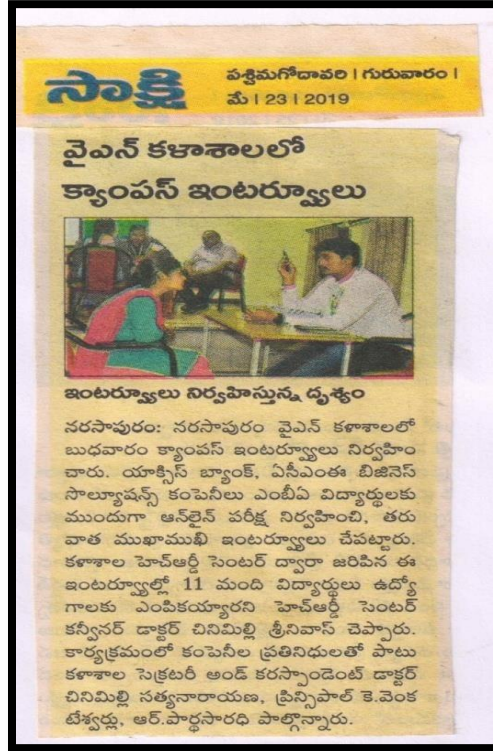 సాక్షి
పశ్చిమగోదావరి | గురువారం |
మే | 23 | 2019
వైఎన్ కళాశాలలో
క్యాంపస్ ఇంటర్వ్యూలు
ఇంటర్వ్యూలు నిర్వహిస్తున్న దృశ్యం
నరసాపురం: నరసాపురం వైఎన్ కళాశాలలో
బుధవారం క్యాంపస్ ఇంటర్వ్యూలు నిర్వహిం
చారు. యాక్సిస్ బ్యాంక్, ఏసీఎంఈ బిజినెస్
సొల్యూషన్స్ కంపెనీలు ఎంబీఏ విద్యార్థులకు
ముందుగా ఆన్‌లైన్ పరీక్ష నిర్వహించి, తరు
వాత ముఖాముఖి ఇంటర్వ్యూలు చేపట్టారు.
కళాశాల హెచ్ఆర్డీ సెంటర్ ద్వారా జరిపిన ఈ
ఇంటర్వ్యూల్లో 11 మంది విద్యార్థులు ఉద్యో
గాలకు ఎంపికయ్యారని హెచ్ఆర్డీ సెంటర్
కన్వీనర్ డాక్టర్ చినిమిల్లి శ్రీనివాస్ చెప్పారు.
కార్యక్రమంలో కంపెనీల ప్రతినిధులతో పాటు
కళాశాల సెక్రటరీ అండ్ కరస్పాండెంట్ డాక్టర్
చినిమిల్లి సత్యనారాయణ, ప్రిన్సిపాల్ కె.వెంక
టేశ్వర్లు, ఆర్.పార్థసారధి పాల్గొన్నారు.